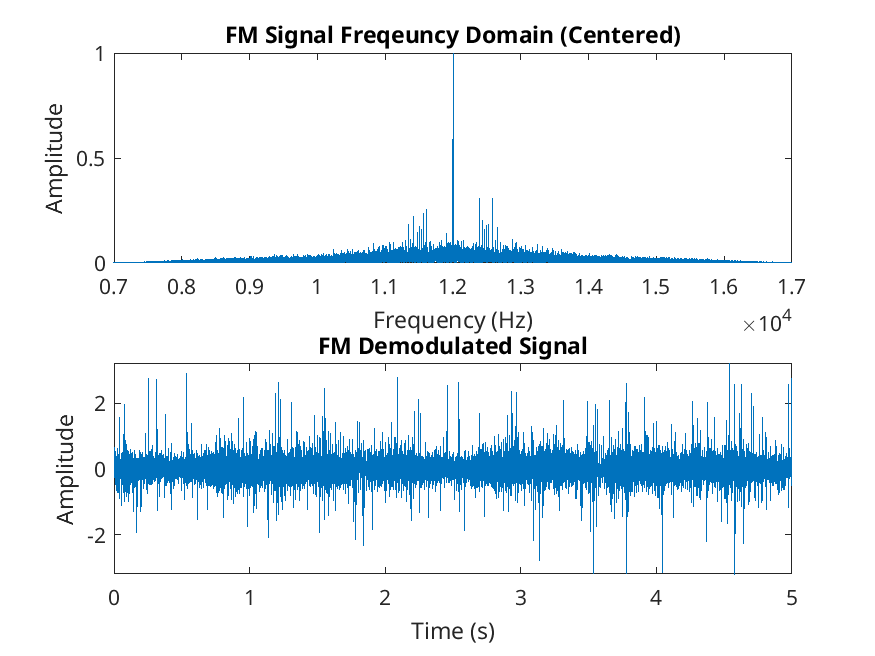 FM Signal Freqeuncy Domain (Centered)
1
0.5
0
Amplitude
0.7 0.8 0.9 1 1.1 1.2 1.3 1.4 1.5 1.6 1.7
×10⁴
Frequency (Hz)
FM Demodulated Signal
2
0
-2
Amplitude
0 1 2 3 4 5
Time (s)